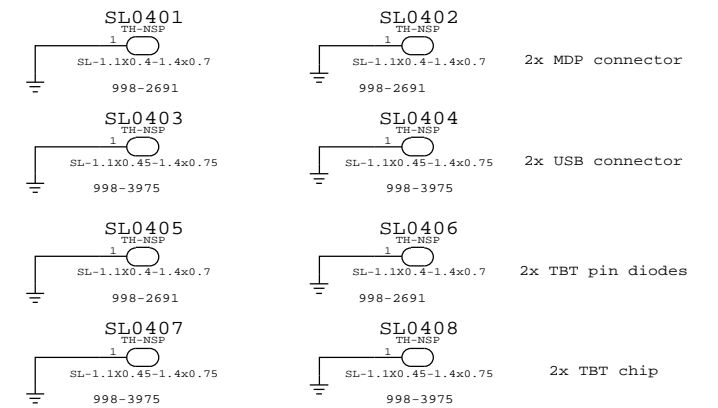 SL0401
TH-NSP
1
SL-1.1X0.4-1.4x0.7
998-2691
SL0402
TH-NSP
1
SL-1.1X0.4-1.4x0.7
998-2691
2x MDP connector
SL0403
TH-NSP
1
SL-1.1X0.45-1.4x0.75
998-3975
SL0404
TH-NSP
1
SL-1.1X0.45-1.4x0.75
998-3975
2x USB connector
SL0405
TH-NSP
1
SL-1.1X0.4-1.4x0.7
998-2691
SL0406
TH-NSP
1
SL-1.1X0.4-1.4x0.7
998-2691
2x TBT pin diodes
SL0407
TH-NSP
1
SL-1.1X0.45-1.4x0.75
998-3975
SL0408
TH-NSP
1
SL-1.1X0.45-1.4x0.75
998-3975
2x TBT chip